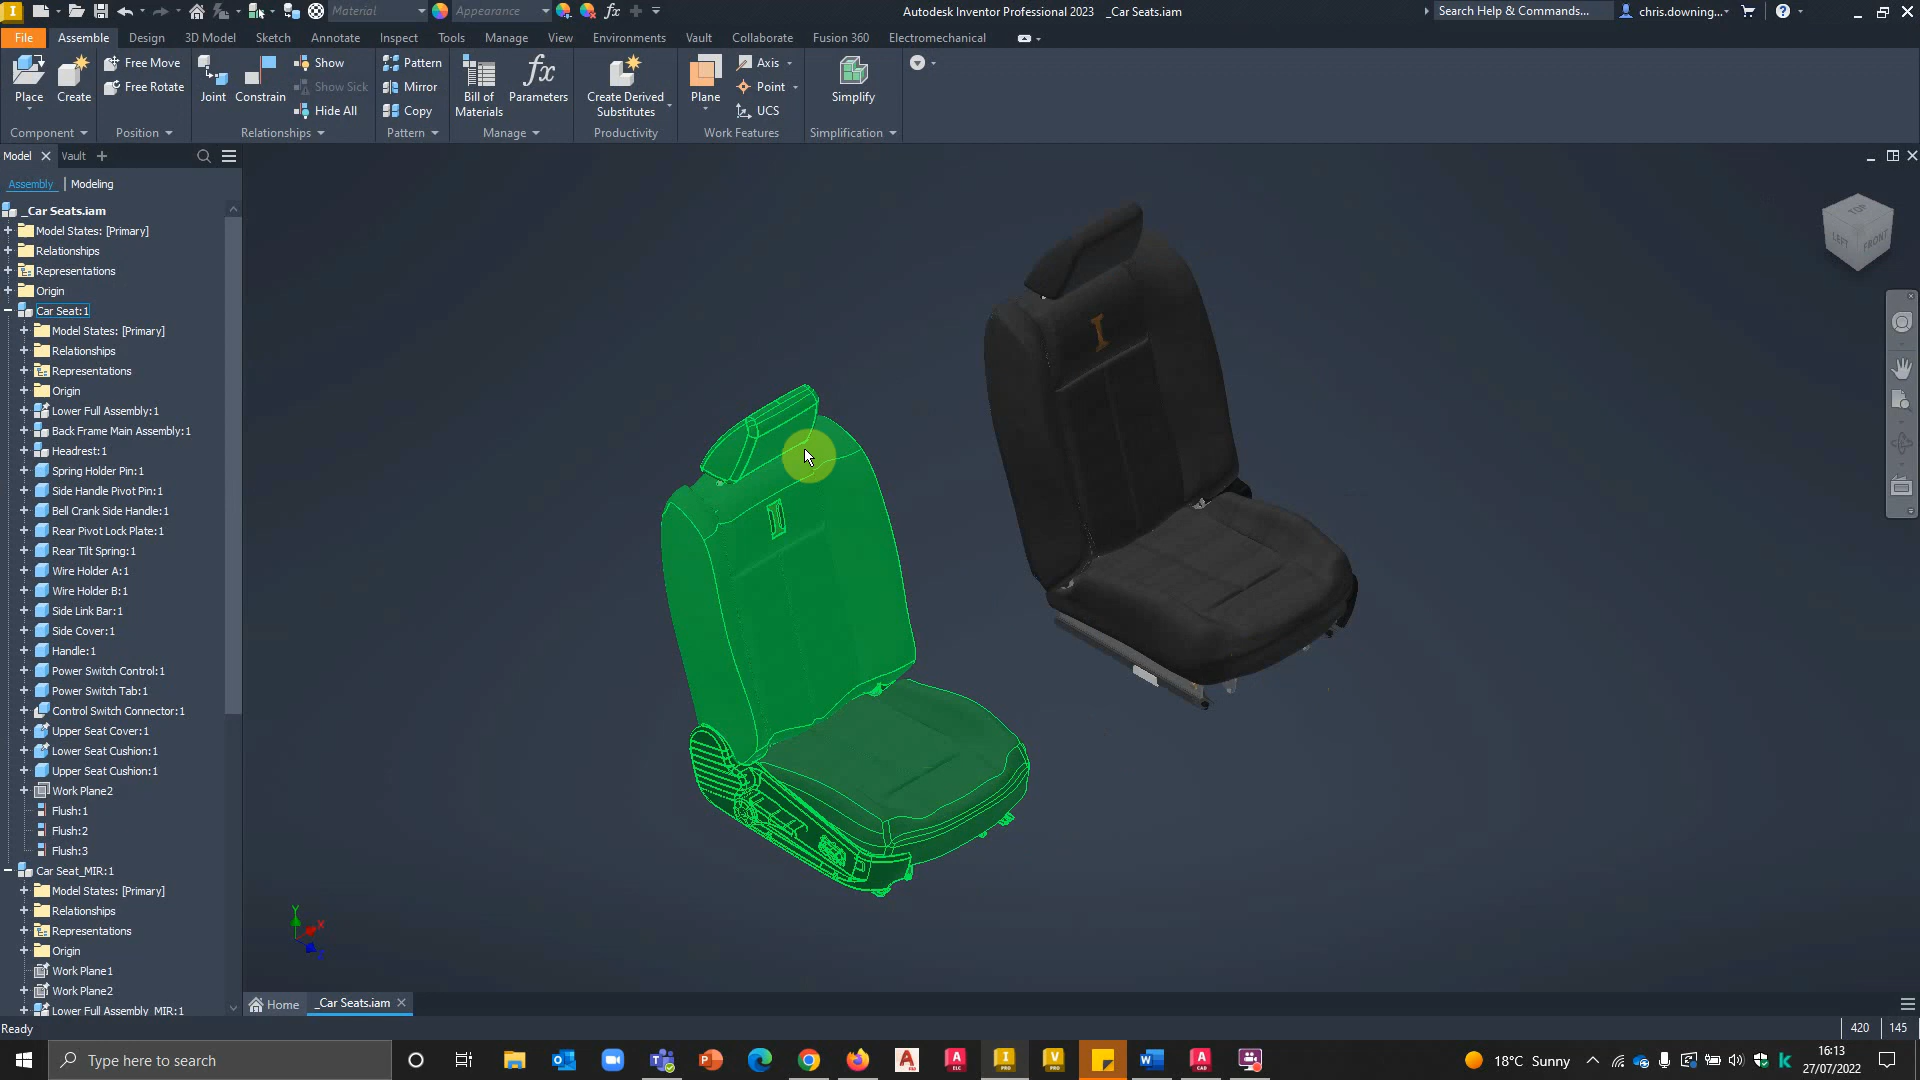 Material
Appearance
Autodesk Inventor Professional 2023 _Car Seats.iam
Search Help & Commands...
chris.downing...
File
Assemble
Design
3D Model
Sketch
Annotate
Inspect
Tools
Manage
View
Environments
Vault
Collaborate
Fusion 360
Electromechanical
Place
Create
Free Move
Free Rotate
Joint
Constrain
Show
Show Sick
Hide All
Pattern
Mirror
Copy
Bill of
Materials
Parameters
Create Derived
Substitutes
Plane
Axis
Point
UCS
Simplify
Component
Position
Relationships
Pattern
Manage
Productivity
Work Features
Simplification
Model
Vault
Assembly
Modeling
_Car Seats.iam
Model States: [Primary]
Relationships
Representations
Origin
Car Seat:1
Model States: [Primary]
Relationships
Representations
Origin
Lower Full Assembly:1
Back Frame Main Assembly:1
Headrest:1
Spring Holder Pin:1
Side Handle Pivot Pin:1
Bell Crank Side Handle:1
Rear Pivot Lock Plate:1
Rear Tilt Spring:1
Wire Holder A:1
Wire Holder B:1
Side Link Bar:1
Side Cover:1
Handle:1
Power Switch Control:1
Power Switch Tab:1
Control Switch Connector:1
Upper Seat Cover:1
Lower Seat Cushion:1
Upper Seat Cushion:1
Work Plane2
Flush:1
Flush:2
Flush:3
Car Seat_MIR:1
Model States: [Primary]
Relationships
Representations
Origin
Work Plane1
Work Plane2
Lower Full Assembly_MIR:1
TOP
LEFT
FRONT
Y
X
Z
Home
_Car Seats.iam
Ready
420
145
Type here to search
18°C Sunny
16:13
27/07/2022